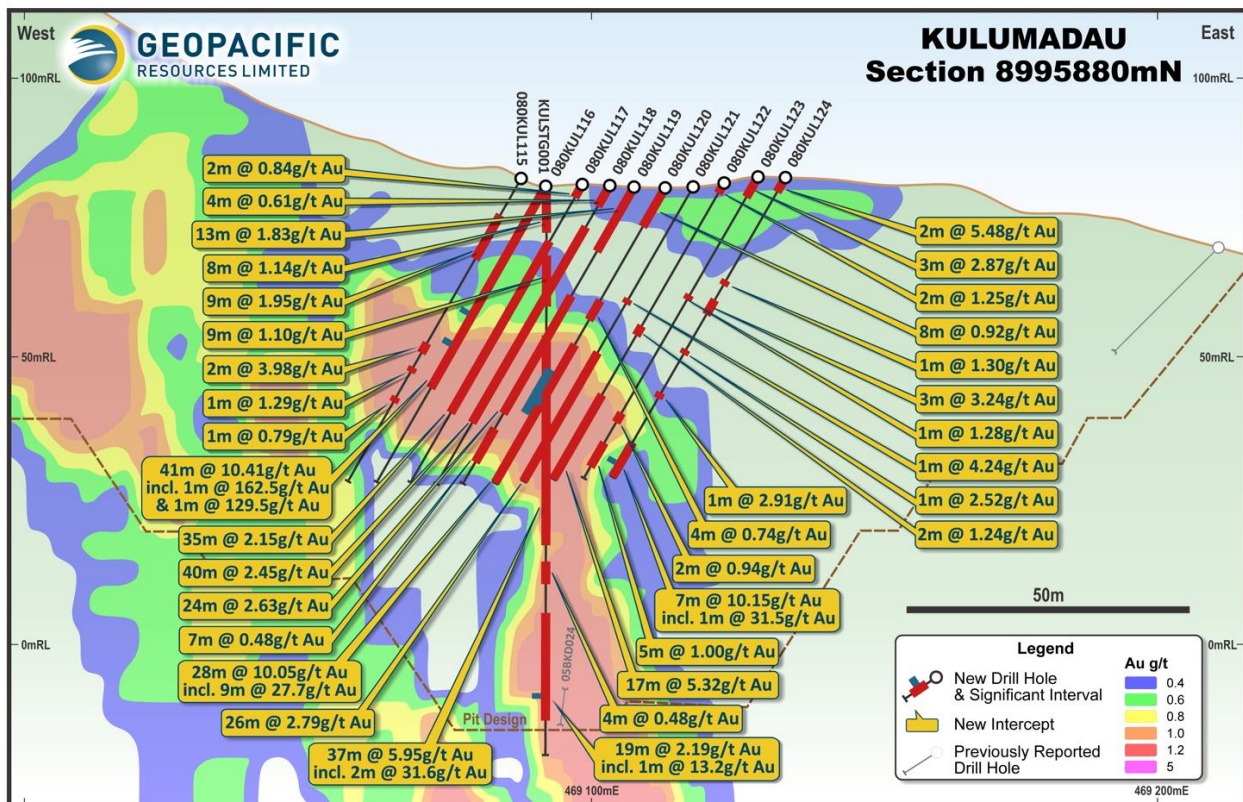 West
GEOPACIFIC
RESOURCES LIMITED
KULUMADAU
Section 8995880mN
East
100mRL
100mRL
080KUL115
KULSTG001
080KUL116
080KUL117
080KUL118
080KUL119
080KUL120
080KUL121
080KUL122
080KUL123
080KUL124
2m @ 0.84g/t Au
4m @ 0.61g/t Au
13m @ 1.83g/t Au
8m @ 1.14g/t Au
9m @ 1.95g/t Au
9m @ 1.10g/t Au
2m @ 3.98g/t Au
1m @ 1.29g/t Au
1m @ 0.79g/t Au
41m @ 10.41g/t Au
incl. 1m @ 162.5g/t Au
& 1m @ 129.5g/t Au
35m @ 2.15g/t Au
40m @ 2.45g/t Au
24m @ 2.63g/t Au
7m @ 0.48g/t Au
28m @ 10.05g/t Au
incl. 9m @ 27.7g/t Au
26m @ 2.79g/t Au
37m @ 5.95g/t Au
incl. 2m @ 31.6g/t Au
2m @ 5.48g/t Au
3m @ 2.87g/t Au
2m @ 1.25g/t Au
8m @ 0.92g/t Au
1m @ 1.30g/t Au
3m @ 3.24g/t Au
1m @ 1.28g/t Au
1m @ 4.24g/t Au
1m @ 2.52g/t Au
2m @ 1.24g/t Au
1m @ 2.91g/t Au
4m @ 0.74g/t Au
2m @ 0.94g/t Au
7m @ 10.15g/t Au
incl. 1m @ 31.5g/t Au
5m @ 1.00g/t Au
17m @ 5.32g/t Au
4m @ 0.48g/t Au
19m @ 2.19g/t Au
incl. 1m @ 13.2g/t Au
50mRL
50mRL
0mRL
0mRL
05BKD024
Pit Design
50m
Legend
New Drill Hole
& Significant Interval
New Intercept
Previously Reported
Drill Hole
Au g/t
0.4
0.6
0.8
1.0
1.2
5
469 100mE
469 200mE